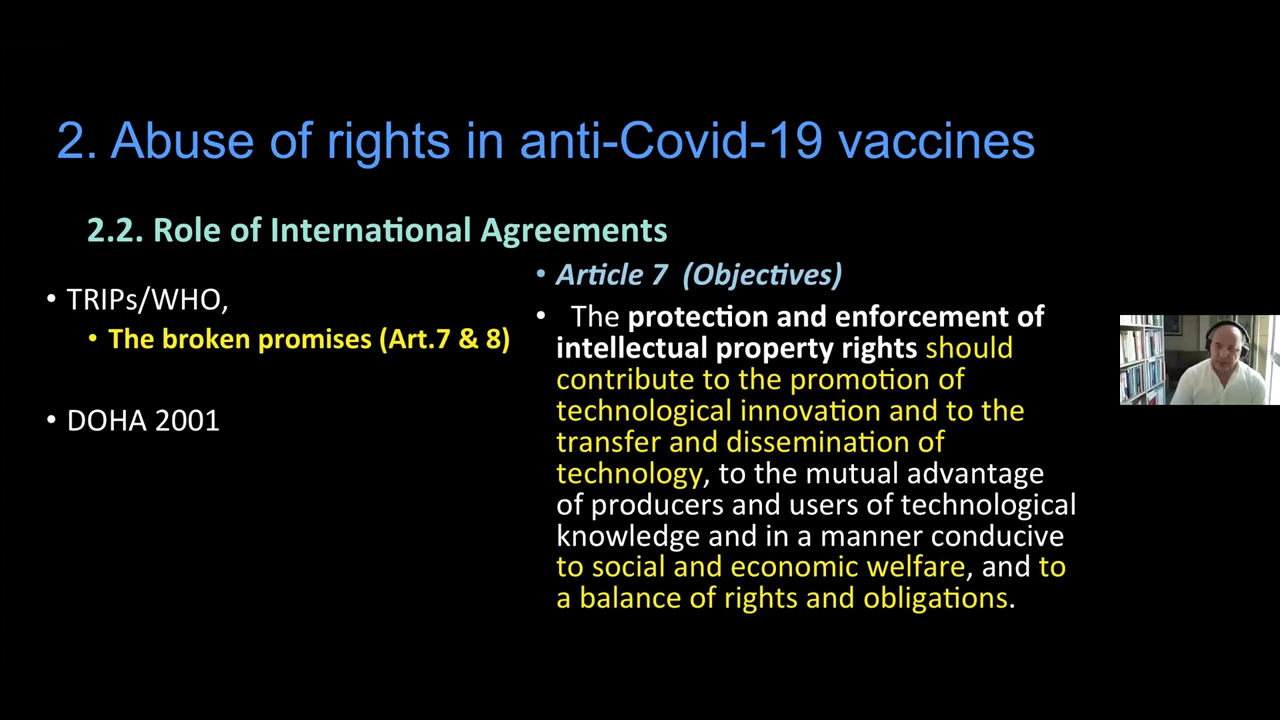 2. Abuse of rights in anti-Covid-19 vaccines
2.2. Role of International Agreements
• TRIPs/WHO,
• The broken promises (Art.7 & 8)
• DOHA 2001
• Article 7 (Objectives)
• The protection and enforcement of
intellectual property rights should
contribute to the promotion of
technological innovation and to the
transfer and dissemination of
technology, to the mutual advantage
of producers and users of technological
knowledge and in a manner conducive
to social and economic welfare, and to
a balance of rights and obligations.